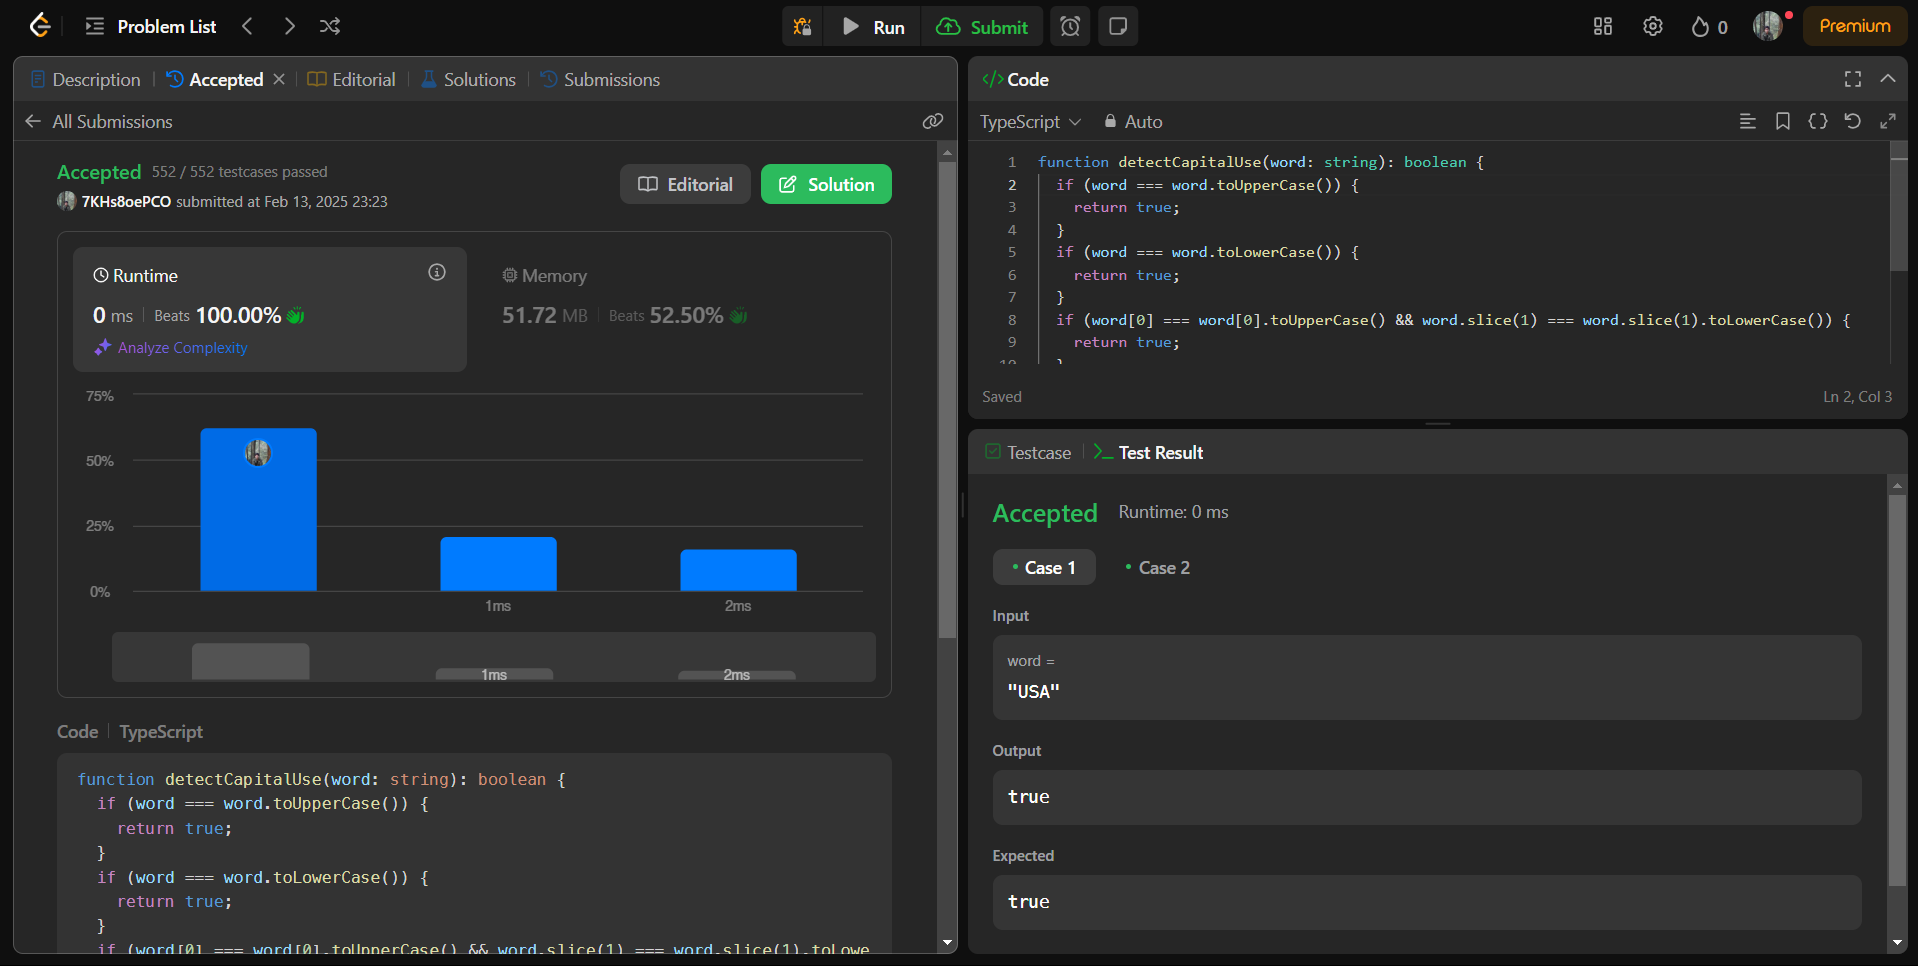 Problem List
Run
Submit
0
Premium
Description
Accepted
Editorial
Solutions
Submissions
All Submissions
Accepted 552 / 552 testcases passed
7KHs8oePCO submitted at Feb 13, 2025 23:23
Editorial
Solution
Runtime
0 ms Beats 100.00%
Analyze Complexity
Memory
51.72 MB Beats 52.50%
75%
50%
25%
0%
1ms
2ms
1ms
2ms
Code
TypeScript
function detectCapitalUse(word: string): boolean {
  if (word === word.toUpperCase()) {
    return true;
  }
  if (word === word.toLowerCase()) {
    return true;
  }
  if (word[0] === word[0].toUpperCase() && word.slice(1) === word.slice(1).toLowe
Code
TypeScript
Auto
1 function detectCapitalUse(word: string): boolean {
2   if (word === word.toUpperCase()) {
3     return true;
4   }
5   if (word === word.toLowerCase()) {
6     return true;
7   }
8   if (word[0] === word[0].toUpperCase() && word.slice(1) === word.slice(1).toLowerCase()) {
9     return true;
10   }
Saved
Ln 2, Col 3
Testcase
Test Result
Accepted Runtime: 0 ms
Case 1
Case 2
Input
word =
"USA"
Output
true
Expected
true